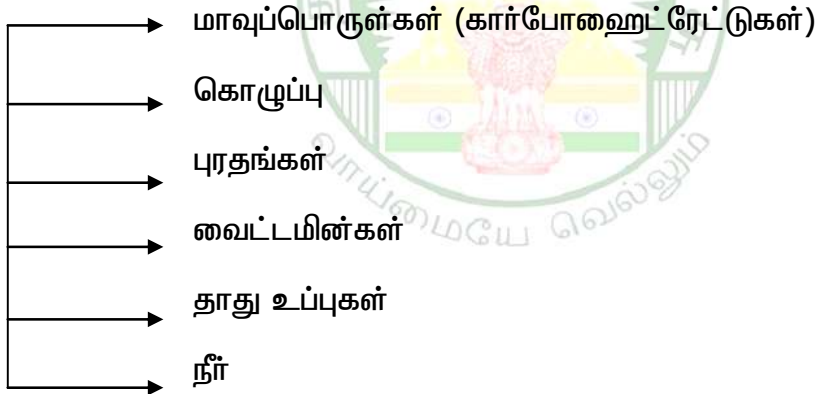 மாவுப்பொருள்கள் (கார்போஹைட்ரேட்டுகள்)
கொழுப்பு
புரதங்கள்
வைட்டமின்கள்
தாது உப்புகள்
நீர்
வாய்மையே வெல்லும்